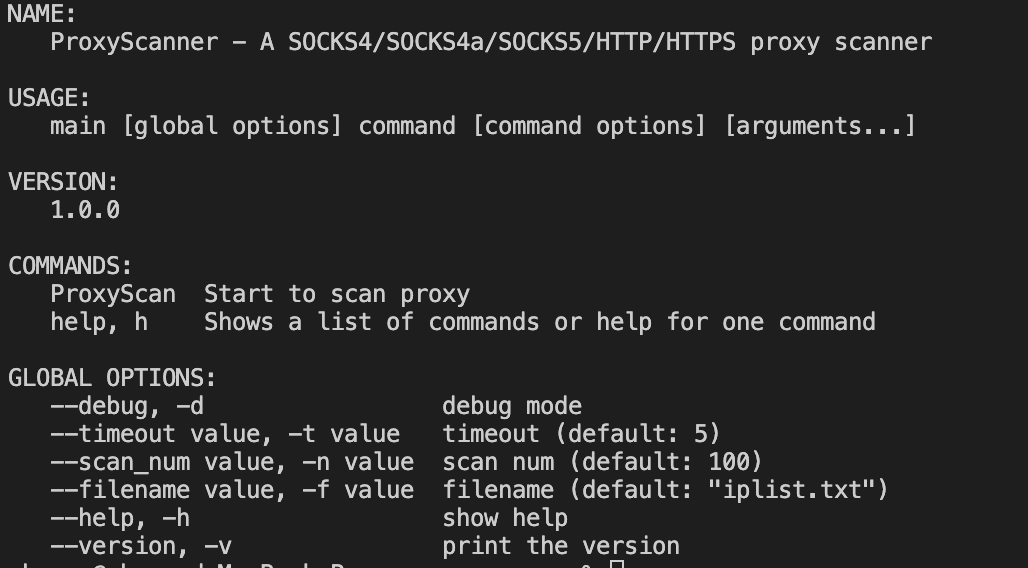 NAME:
ProxyScanner – A SOCKS4/SOCKS4a/SOCKS5/HTTP/HTTPS proxy scanner
USAGE:
main [global options] command [command options] [arguments...]
VERSION:
1.0.0
COMMANDS:
ProxyScan  Start to scan proxy
help, h    Shows a list of commands or help for one command
GLOBAL OPTIONS:
--debug, -d                 debug mode
--timeout value, -t value   timeout (default: 5)
--scan_num value, -n value  scan num (default: 100)
--filename value, -f value  filename (default: "iplist.txt")
--help, -h                  show help
--version, -v               print the version